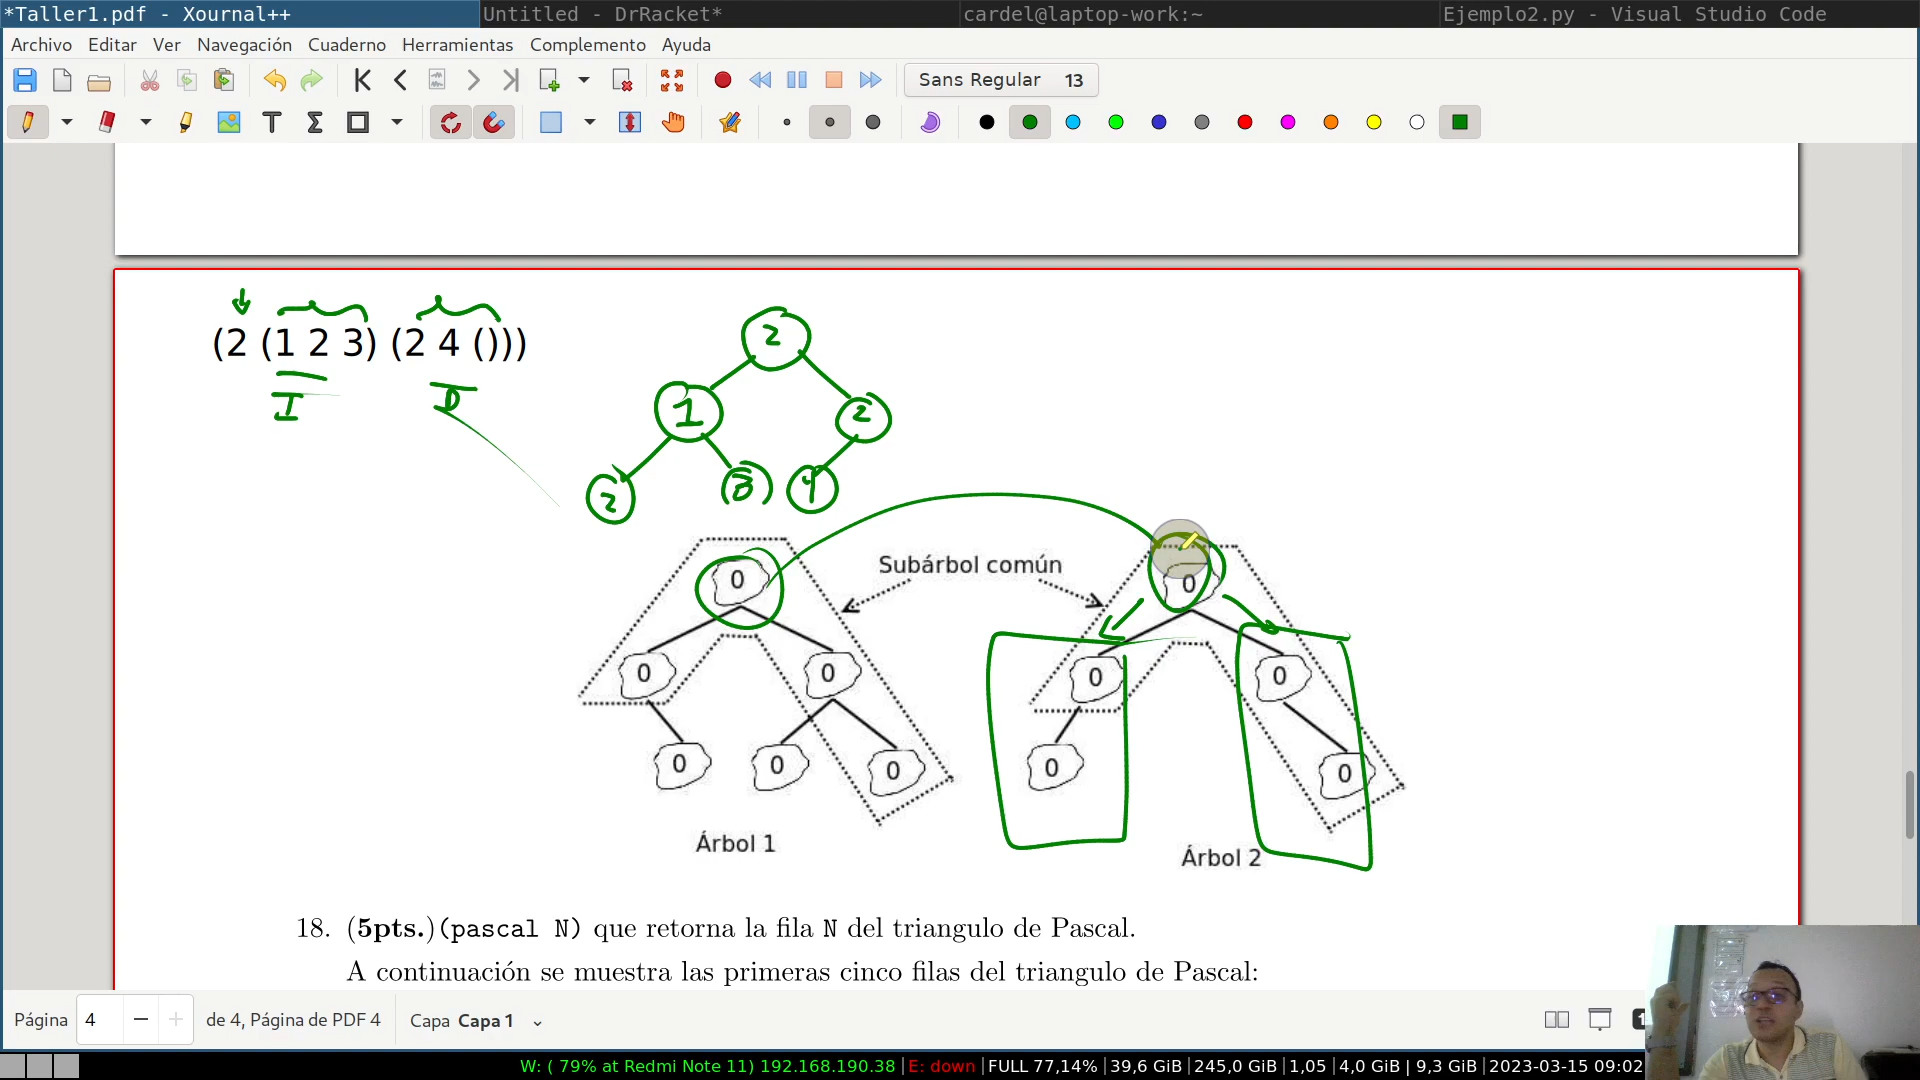 *Taller1.pdf - Xournal++
Untitled - DrRacket*
cardel@laptop-work:~
Ejemplo2.py - Visual Studio Code
Archivo Editar Ver Navegación Cuaderno Herramientas Complemento Ayuda
Sans Regular 13
(2 (1 2 3) (2 4 ()))
I D
2
1 2
2 3 4
Subárbol común
0 0
0 0 0 0
0 0 0 0 0
Árbol 1
Árbol 2
18. (5pts.)(pascal N) que retorna la fila N del triangulo de Pascal.
A continuación se muestra las primeras cinco filas del triangulo de Pascal:
Página 4 de 4, Página de PDF 4 Capa Capa 1
W: ( 79% at Redmi Note 11) 192.168.190.38 |E: down |FULL 77,14% |39,6 GiB |245,0 GiB |1,05 |4,0 GiB | 9,3 GiB |2023-03-15 09:02